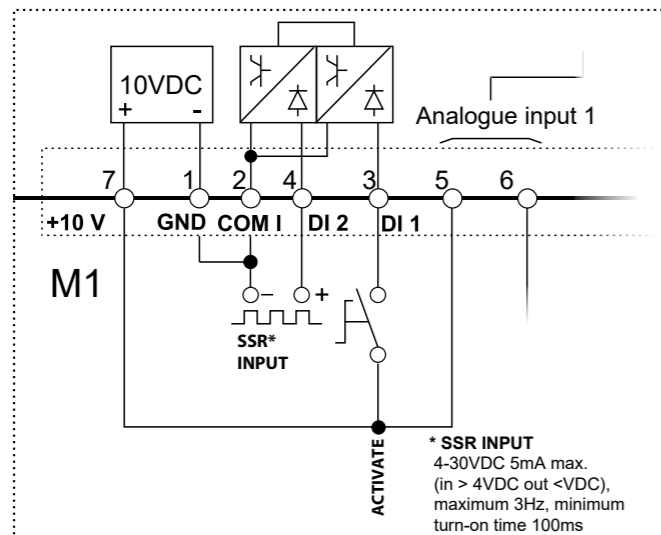 10VDC
+ -
Analogue input 1
7 1 2 4 3 5 6
+10 V GND COM I DI 2 DI 1
M1
- +
SSR*
INPUT
ACTIVATE
* SSR INPUT
4-30VDC 5mA max.
(in > 4VDC out <VDC),
maximum 3Hz, minimum
turn-on time 100ms